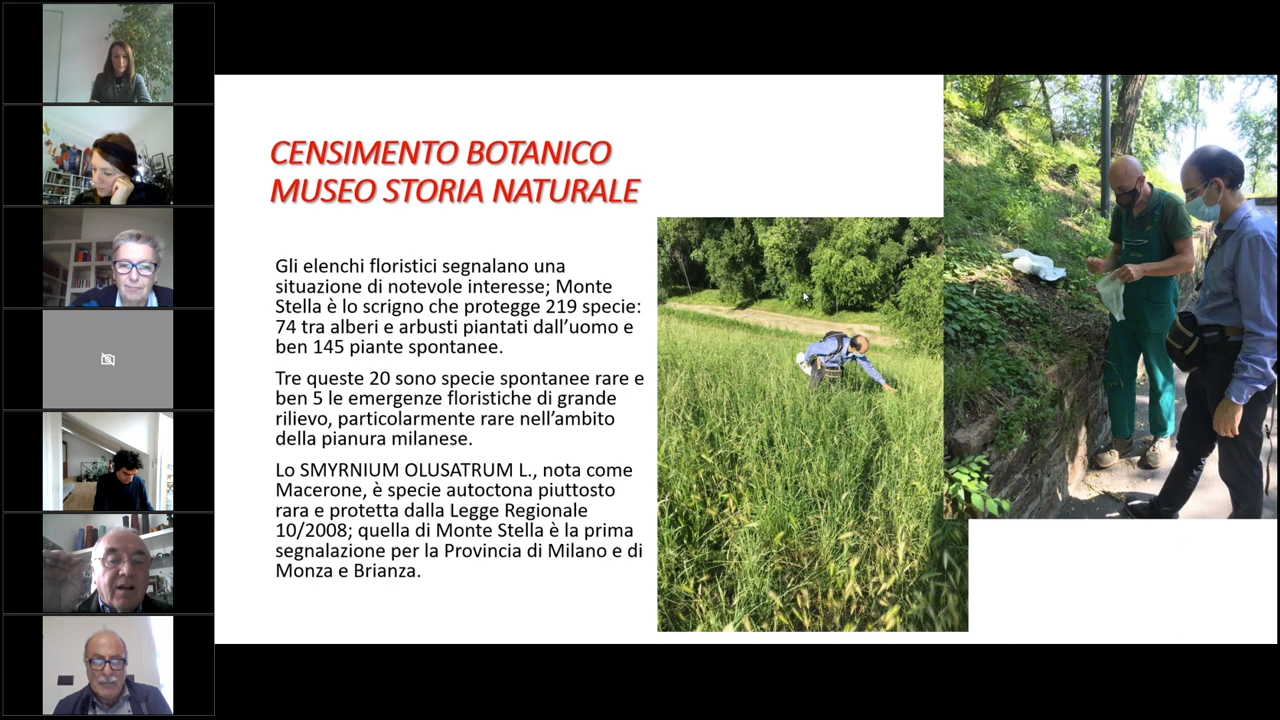 CENSIMENTO BOTANICO
MUSEO STORIA NATURALE
Gli elenchi floristici segnalano una
situazione di notevole interesse; Monte
Stella è lo scrigno che protegge 219 specie:
74 tra alberi e arbusti piantati dall’uomo e
ben 145 piante spontanee.
Tre queste 20 sono specie spontanee rare e
ben 5 le emergenze floristiche di grande
rilievo, particolarmente rare nell’ambito
della pianura milanese.
Lo SMYRNIUM OLUSATRUM L., nota come
Macerone, è specie autoctona piuttosto
rara e protetta dalla Legge Regionale
10/2008; quella di Monte Stella è la prima
segnalazione per la Provincia di Milano e di
Monza e Brianza.